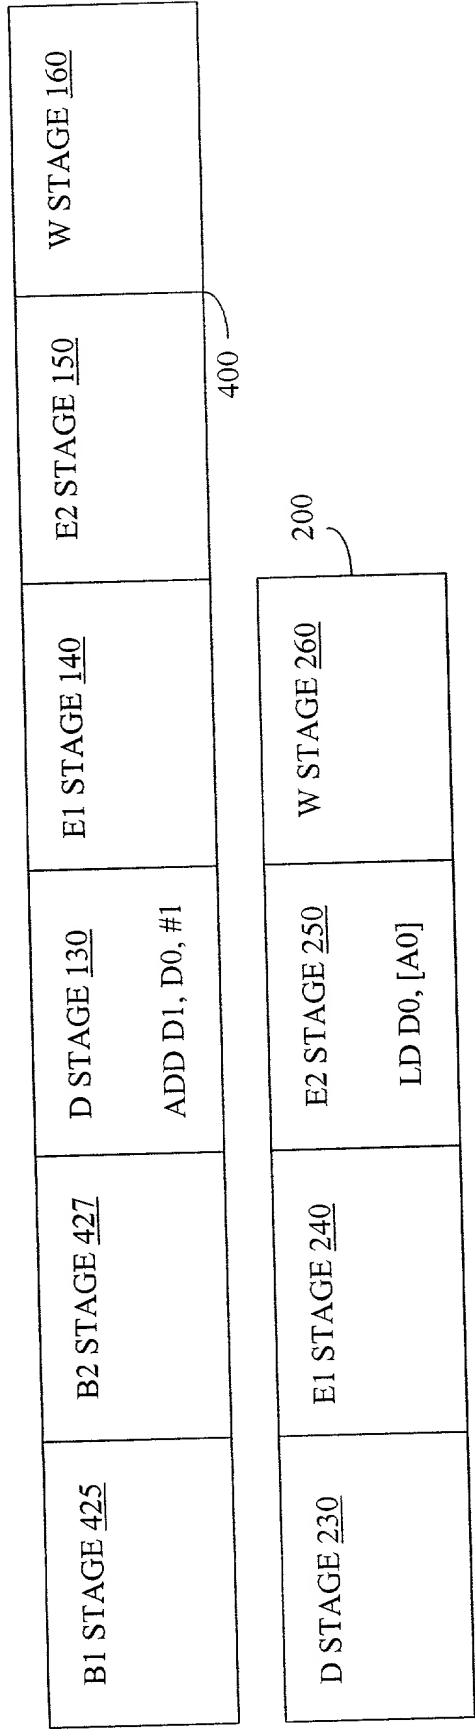 B1 STAGE 425
B2 STAGE 427
D STAGE 130
ADD D1, D0, #1
E1 STAGE 140
E2 STAGE 150
W STAGE 160
400
D STAGE 230
E1 STAGE 240
E2 STAGE 250
LD D0, [A0]
W STAGE 260
200